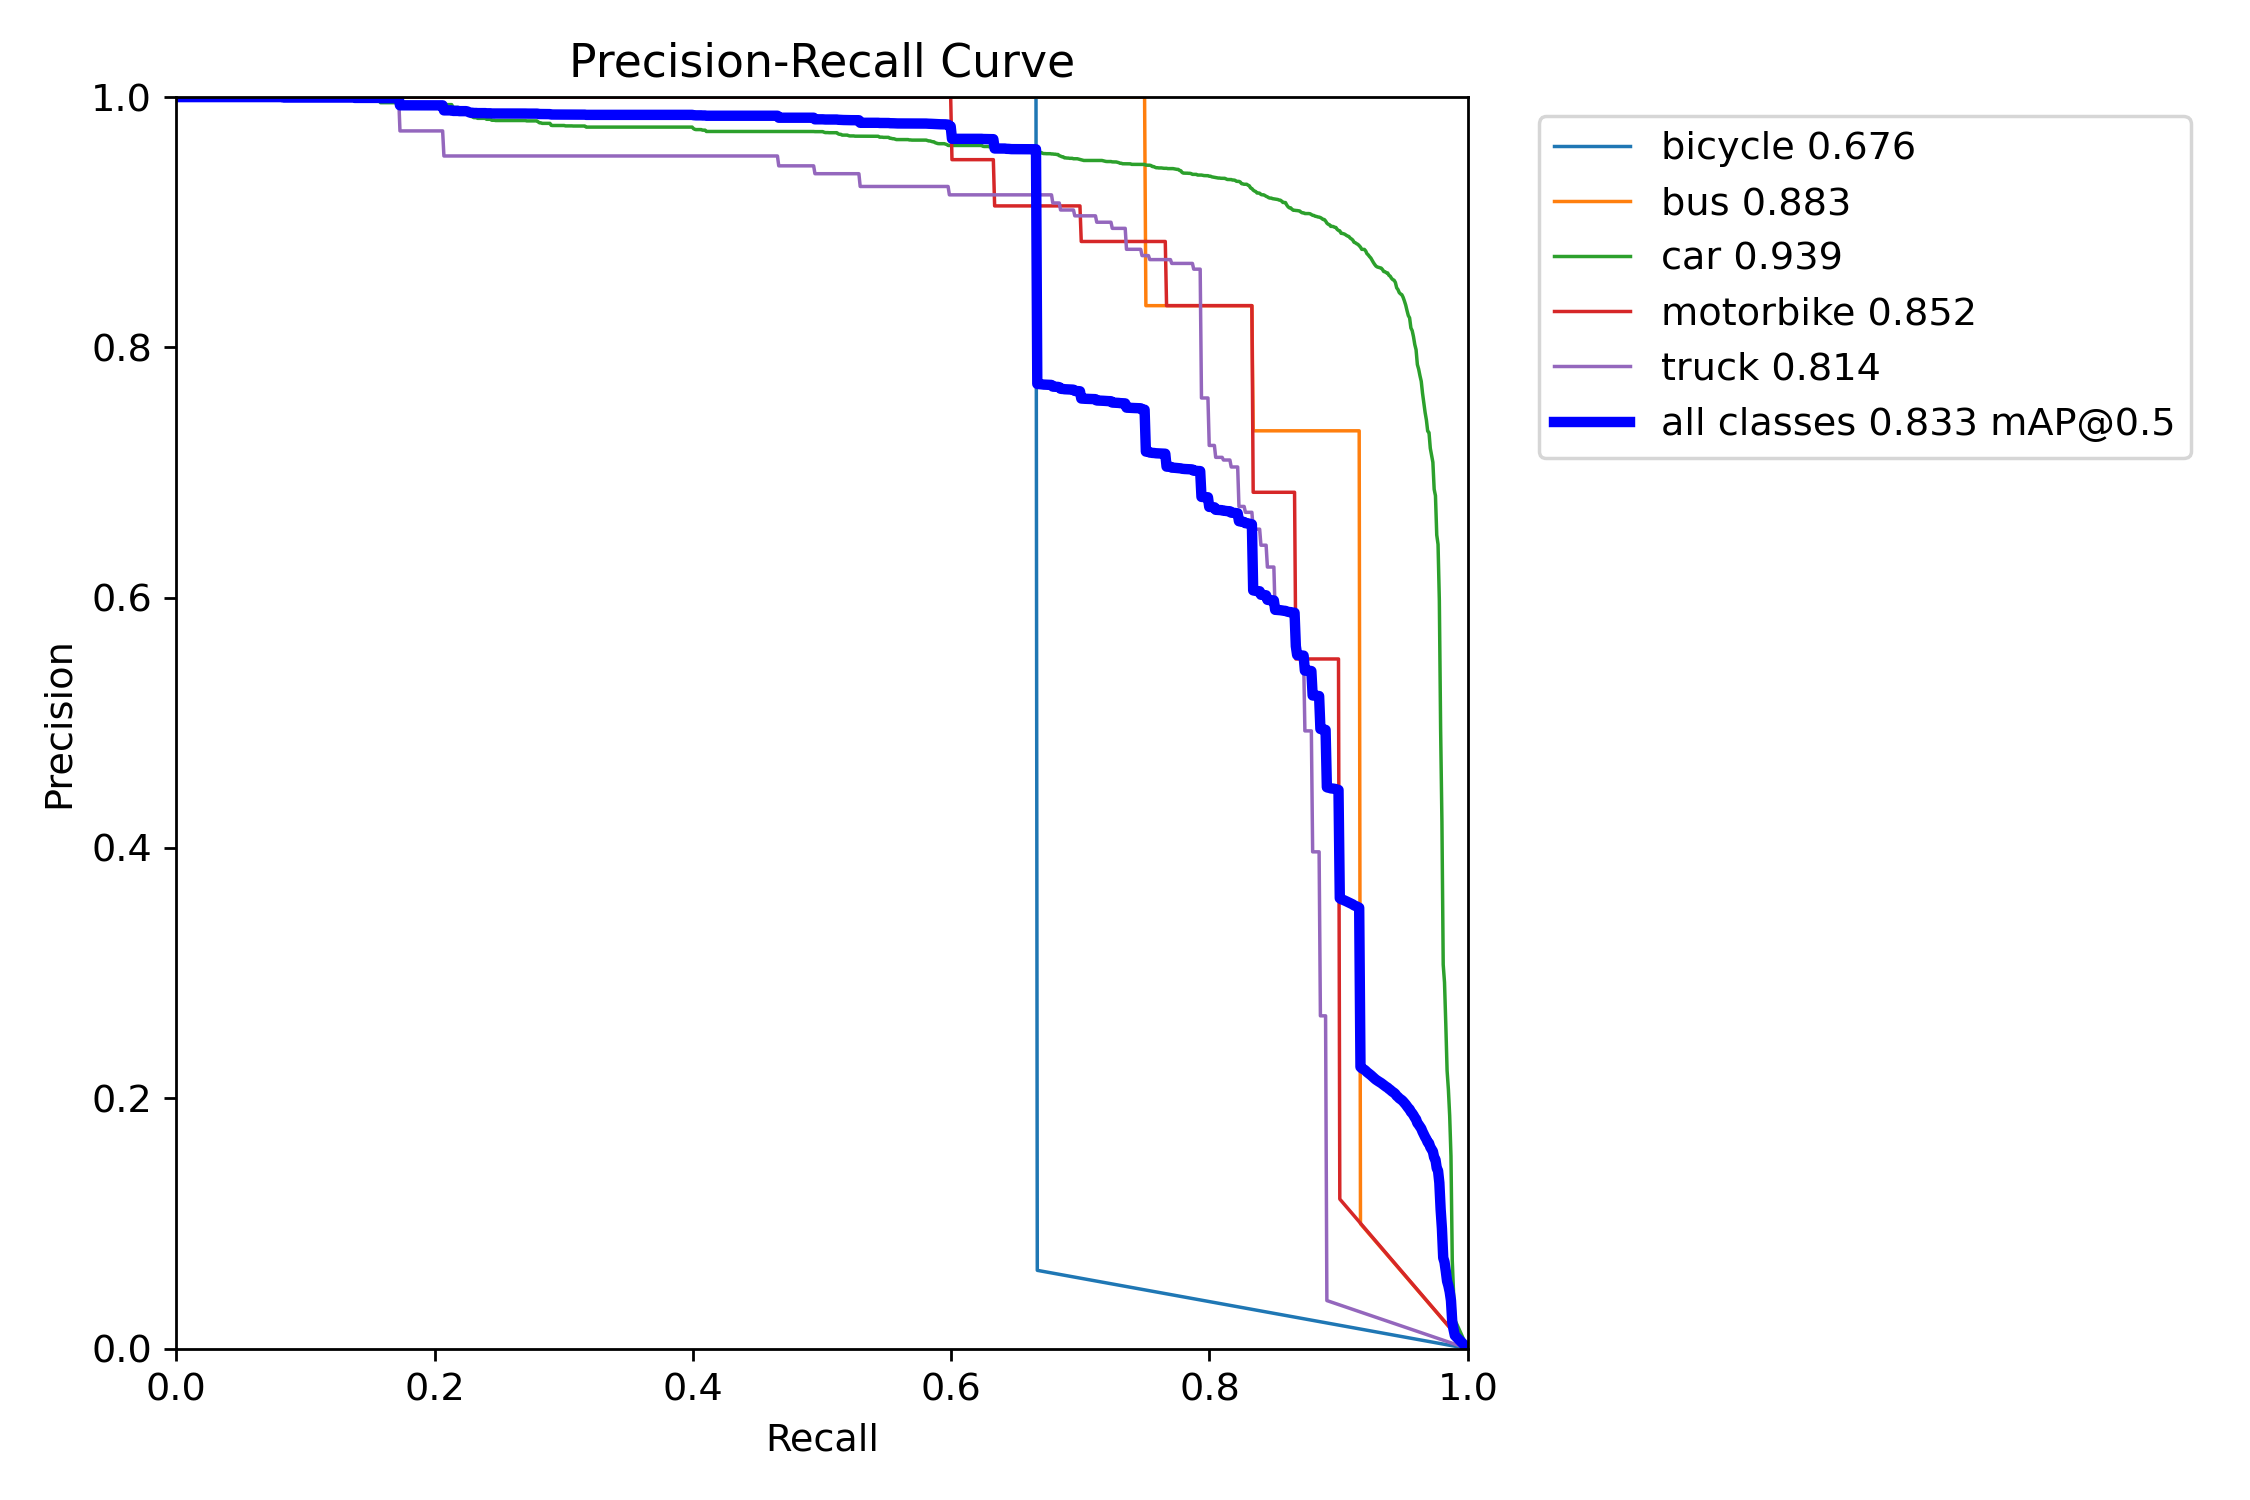 Precision-Recall Curve
1.0
0.8
0.6
0.4
0.2
0.0
Precision
0.0 0.2 0.4 0.6 0.8 1.0
Recall
bicycle 0.676
bus 0.883
car 0.939
motorbike 0.852
truck 0.814
all classes 0.833 mAP@0.5